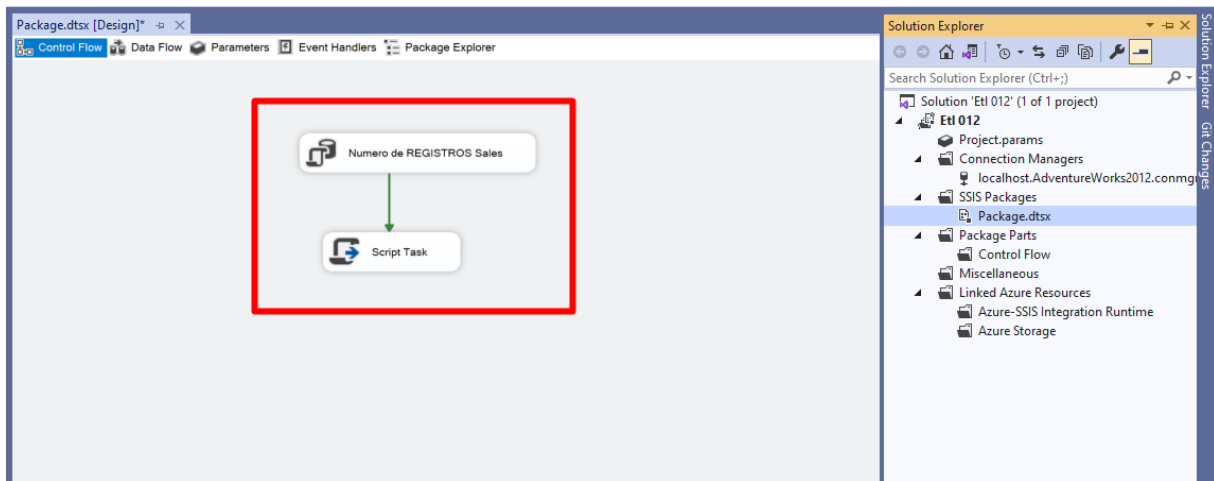 Package.dtsx [Design]*
Control Flow Data Flow Parameters Event Handlers Package Explorer
Numero de REGISTROS Sales
Script Task
Solution Explorer
Search Solution Explorer (Ctrl+;)
Solution 'Etl 012' (1 of 1 project)
Etl 012
Project.params
Connection Managers
localhost.AdventureWorks2012.conmgr
SSIS Packages
Package.dtsx
Package Parts
Control Flow
Miscellaneous
Linked Azure Resources
Azure-SSIS Integration Runtime
Azure Storage
Solution Explorer
Git Changes